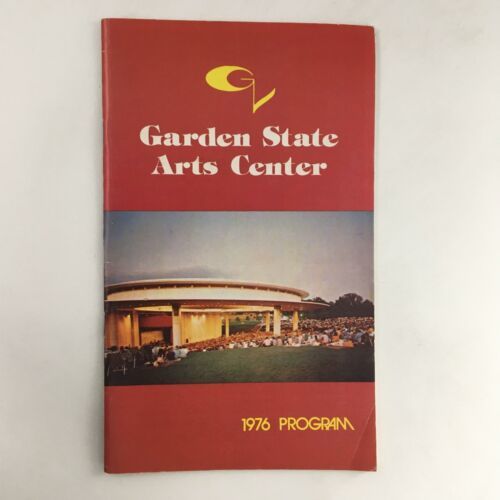 Garden State
Arts Center
1976 PROGRAM